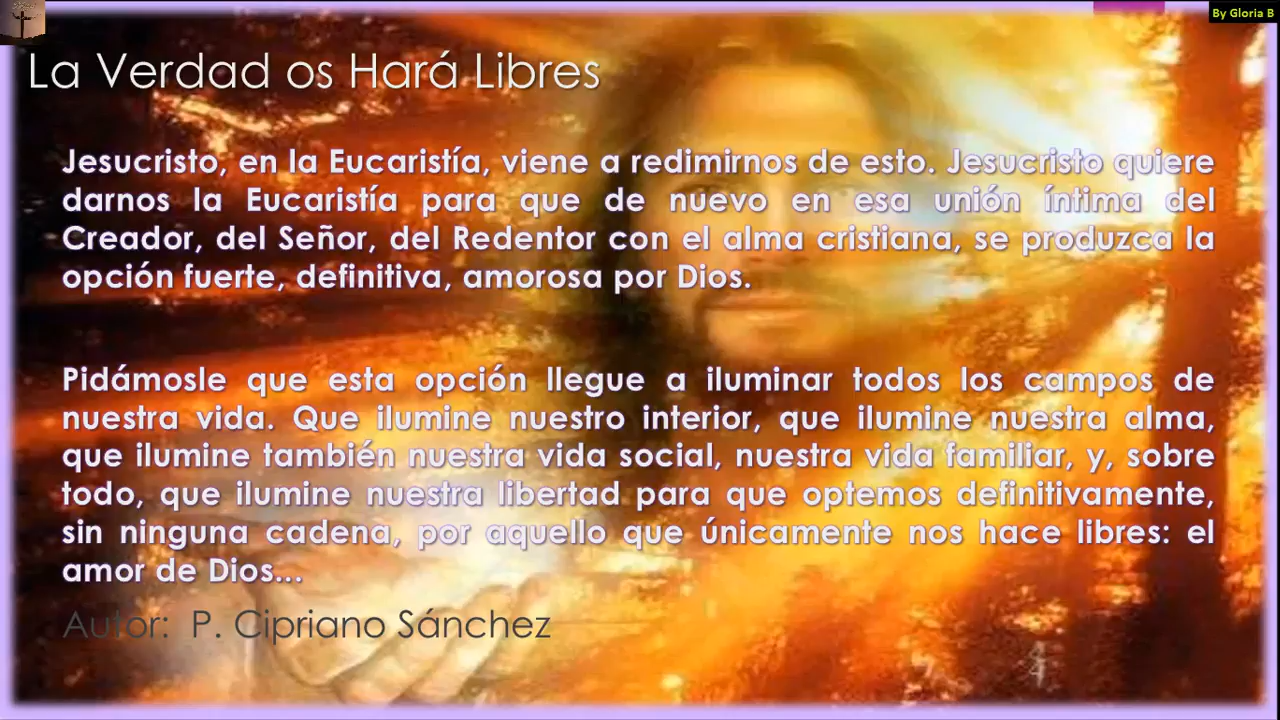 By Gloria B
La Verdad os Hará Libres
Jesucristo, en la Eucaristía, viene a redimirnos de esto. Jesucristo quiere
darnos la Eucaristía para que de nuevo en esa unión íntima del
Creador, del Señor, del Redentor con el alma cristiana, se produzca la
opción fuerte, definitiva, amorosa por Dios.
Pidámosle que esta opción llegue a iluminar todos los campos de
nuestra vida. Que ilumine nuestro interior, que ilumine nuestra alma,
que ilumine también nuestra vida social, nuestra vida familiar, y, sobre
todo, que ilumine nuestra libertad para que optemos definitivamente,
sin ninguna cadena, por aquello que únicamente nos hace libres: el
amor de Dios...
Autor: P. Cipriano Sánchez